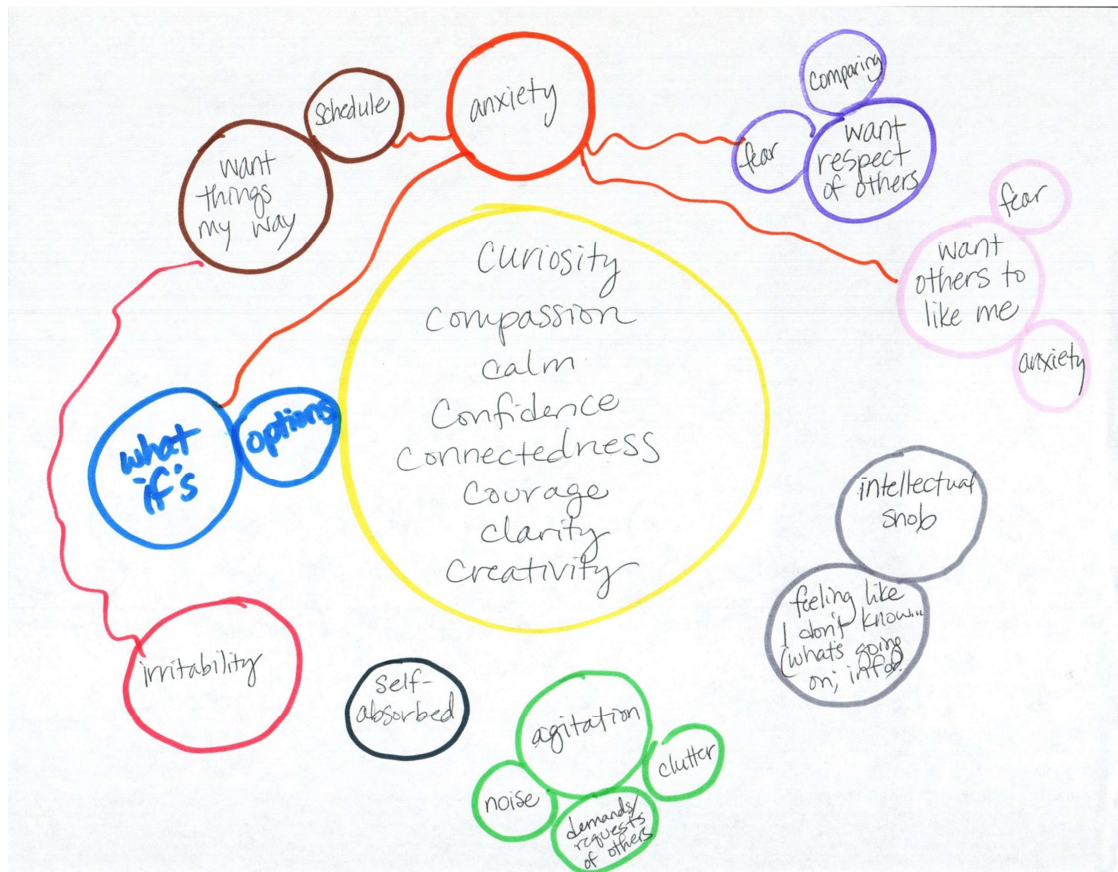 schedule
want
things
my way
anxiety
comparing
fear
want
respect
of others
fear
want
others to
like me
anxiety
Curiosity
Compassion
Calm
Confidence
Connectedness
Courage
Clarity
Creativity
what
if's
options
intellectual
snob
feeling like
I don't know...
(what's going
on; info)
irritability
self-
absorbed
agitation
noise
clutter
demands/
requests
of others